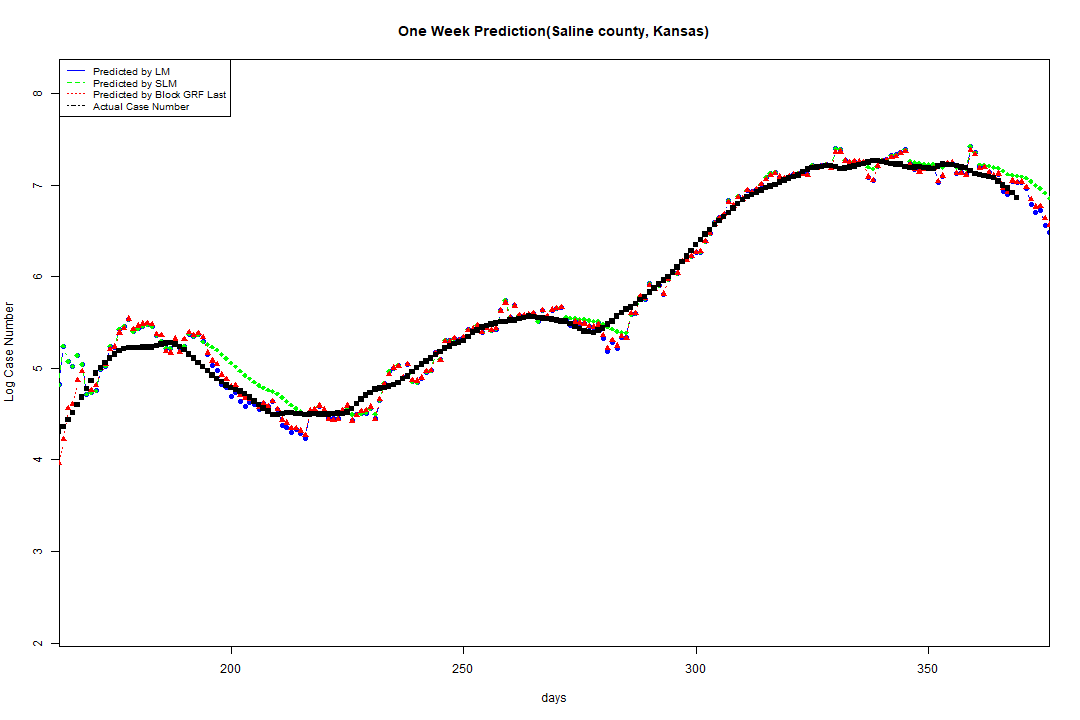 One Week Prediction(Saline county, Kansas)
Predicted by LM
Predicted by SLM
Predicted by Block GRF Last
Actual Case Number
8
7
6
5
4
3
2
Log Case Number
200 250 300 350
days